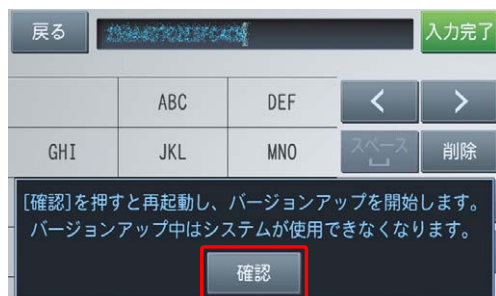 戻る
入力完了
ABC DEF < >
GHI JKL MNO スペース 削除
[確認]を押すと再起動し、バージョンアップを開始します。
バージョンアップ中はシステムが使用できなくなります。
確認